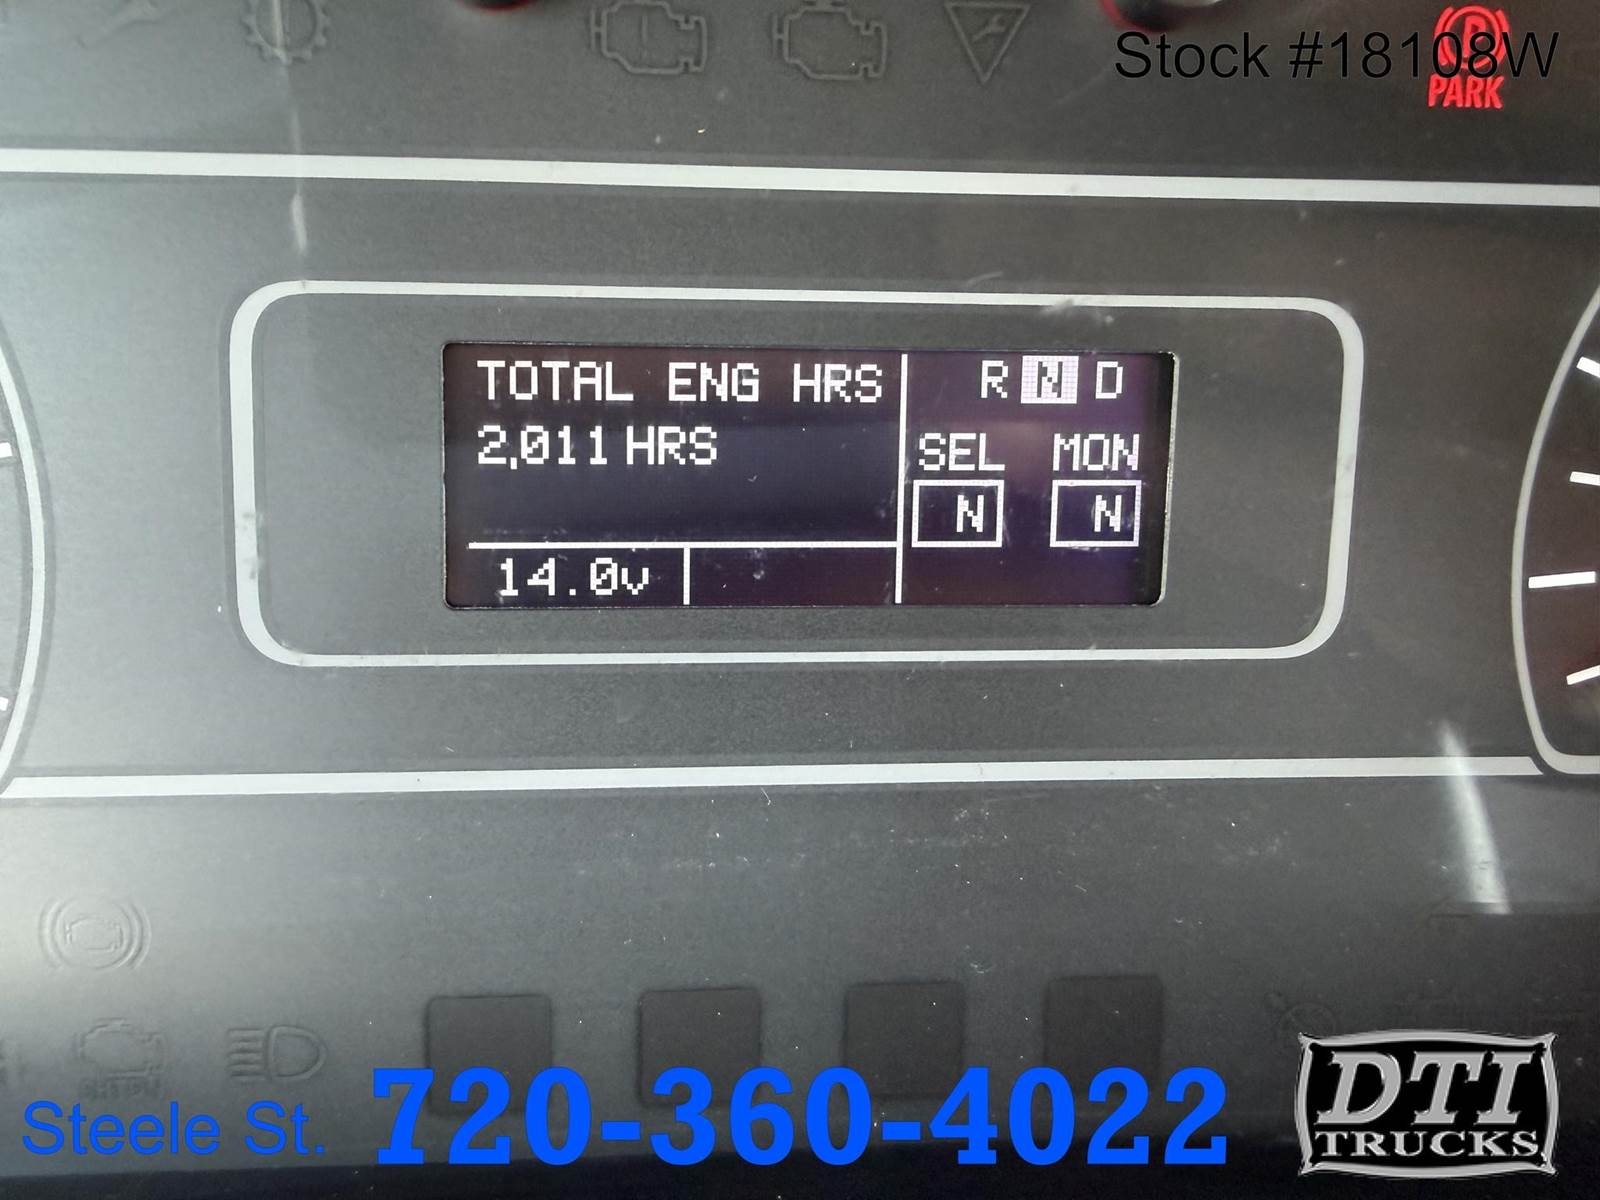 Stock #18108W
P
PARK
TOTAL ENG HRS
2,011 HRS
R N D
SEL MON
N N
14.0v
Steele St. 720-360-4022
DTI
TRUCKS